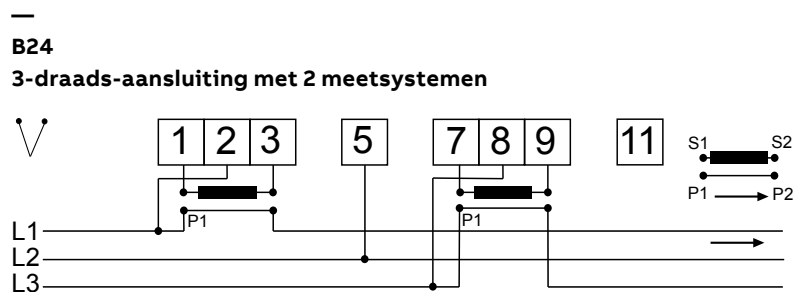 —
B24
3-draads-aansluiting met 2 meetsystemen
1 2 3 5 7 8 9 11
S1 S2
P1 P2
P1 P1
L1
L2
L3